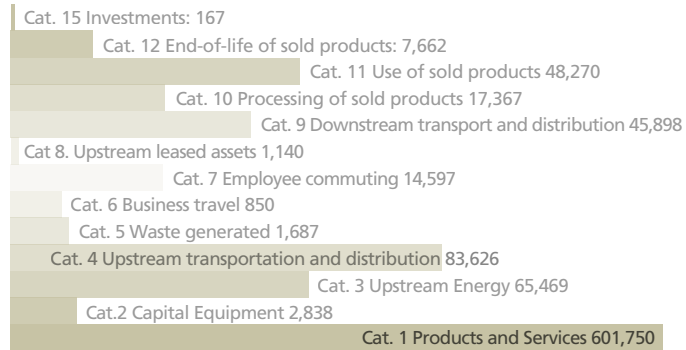 Cat. 15 Investments: 167
Cat. 12 End-of-life of sold products: 7,662
Cat. 11 Use of sold products 48,270
Cat. 10 Processing of sold products 17,367
Cat. 9 Downstream transport and distribution 45,898
Cat 8. Upstream leased assets 1,140
Cat. 7 Employee commuting 14,597
Cat. 6 Business travel 850
Cat. 5 Waste generated 1,687
Cat. 4 Upstream transportation and distribution 83,626
Cat. 3 Upstream Energy 65,469
Cat.2 Capital Equipment 2,838
Cat. 1 Products and Services 601,750